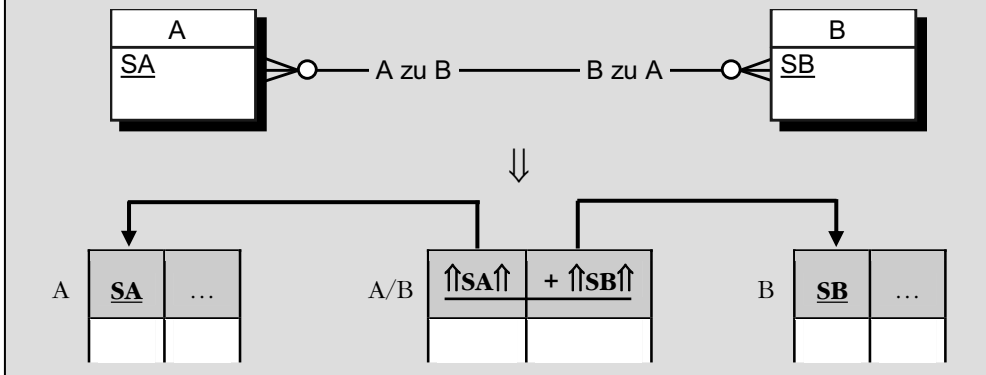 A B
SA A zu B B zu A SB
⇓
A SA … A/B ⇑SA⇑ + ⇑SB⇑ B SB …